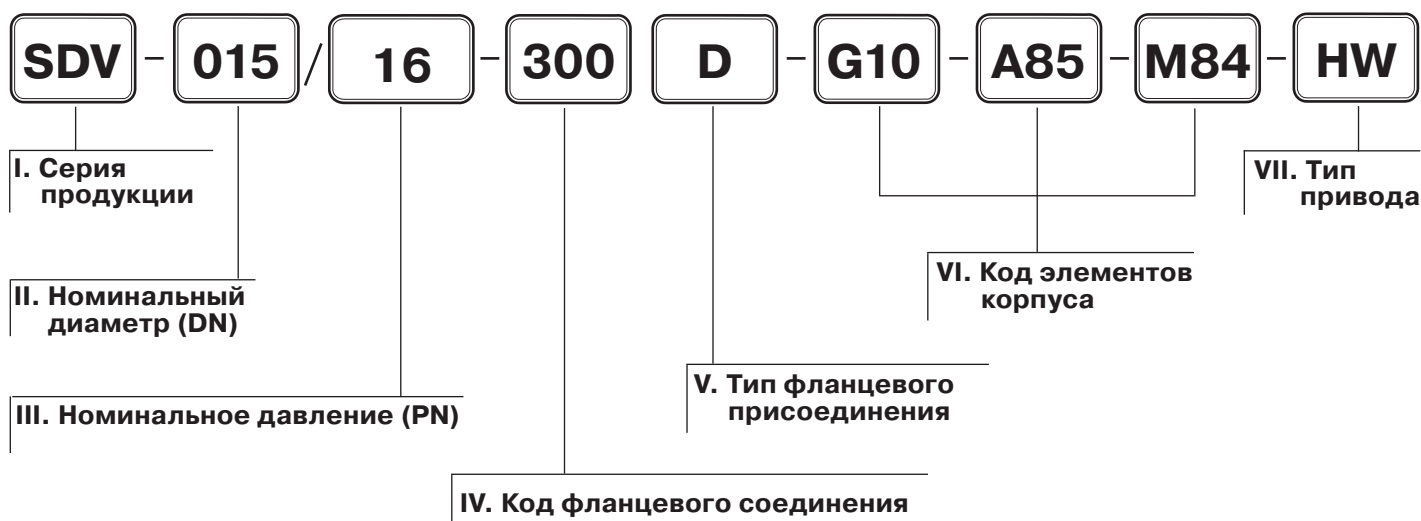 SDV - 015 / 16 - 300 D - G10 - A85 - M84 - HW
I. Серия
продукции
VII. Тип
привода
VI. Код элементов
корпуса
II. Номинальный
диаметр (DN)
V. Тип фланцевого
присоединения
III. Номинальное давление (PN)
IV. Код фланцевого соединения